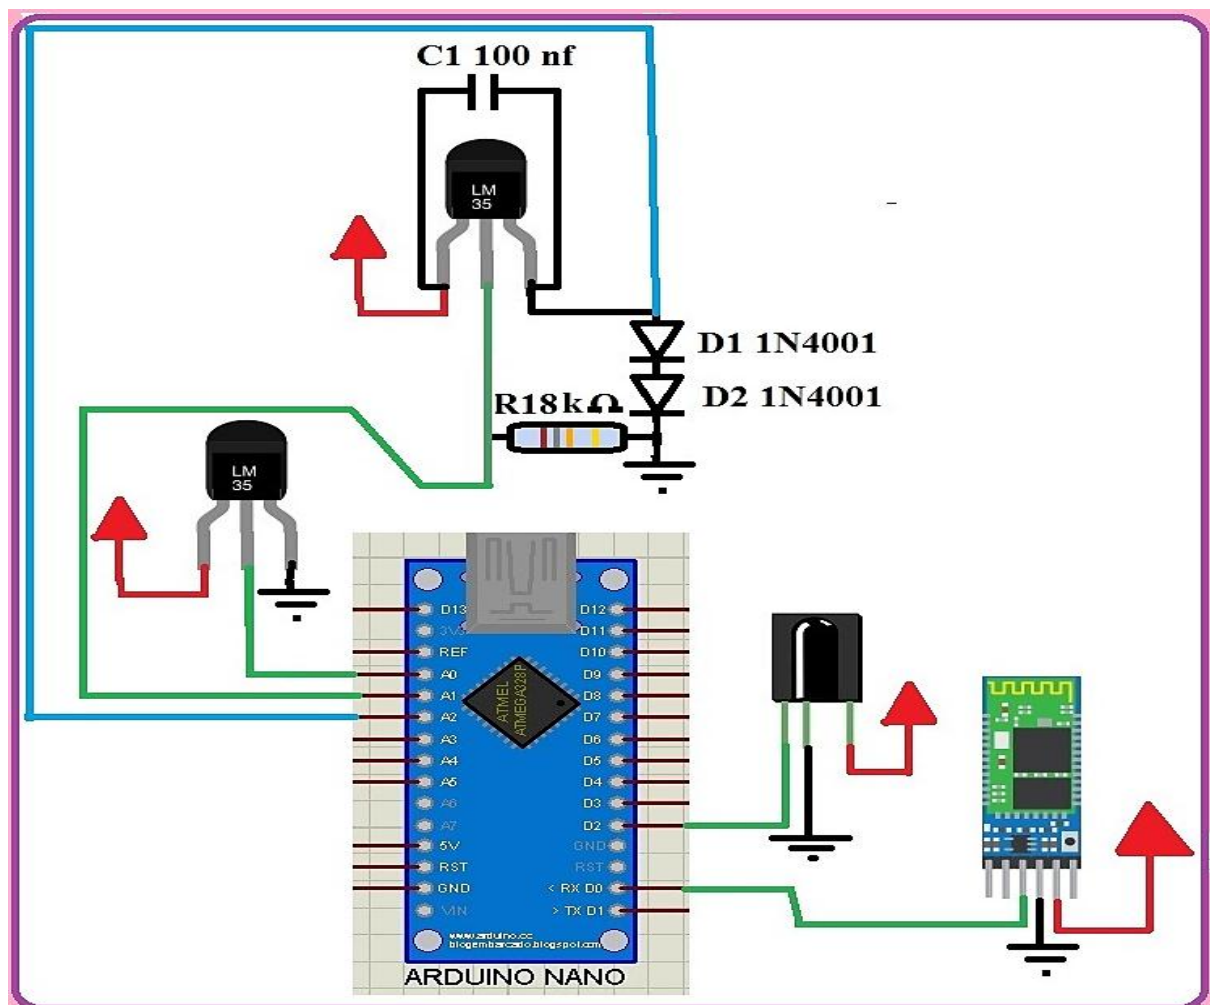 C1 100 nf
LM
35
D1 1N4001
D2 1N4001
R18kΩ
LM
35
D13
3V3
REF
A0
A1
A2
A3
A4
A5
A6
A7
5V
RST
GND
VIN
ATMEL
ATMEGA328P
D12
D11
D10
D9
D8
D7
D6
D5
D4
D3
D2
GND
RST
< RX D0
> TX D1
www.arduino.cc
blogembarcado.blogspot.com
ARDUINO NANO